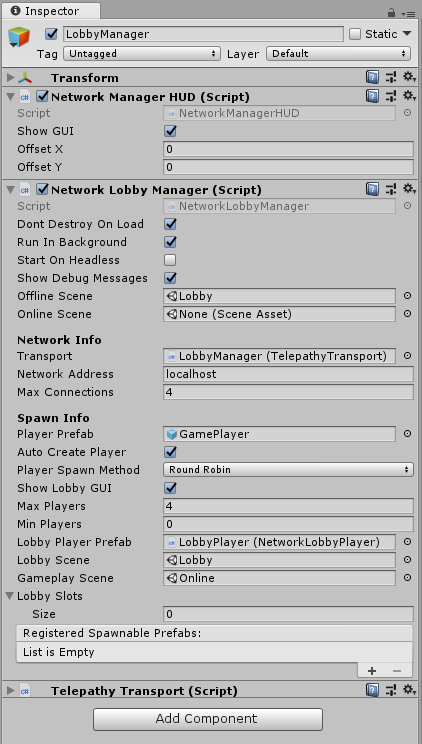 Inspector
LobbyManager Static
Tag Untagged Layer Default
Transform
Network Manager HUD (Script)
Script NetworkManagerHUD
Show GUI
Offset X 0
Offset Y 0
Network Lobby Manager (Script)
Script NetworkLobbyManager
Dont Destroy On Load
Run In Background
Start On Headless
Show Debug Messages
Offline Scene Lobby
Online Scene None (Scene Asset)
Network Info
Transport LobbyManager (TelepathyTransport)
Network Address localhost
Max Connections 4
Spawn Info
Player Prefab GamePlayer
Auto Create Player
Player Spawn Method Round Robin
Show Lobby GUI
Max Players 4
Min Players 0
Lobby Player Prefab LobbyPlayer (NetworkLobbyPlayer)
Lobby Scene Lobby
Gameplay Scene Online
Lobby Slots
Size 0
Registered Spawnable Prefabs:
List is Empty
Telepathy Transport (Script)
Add Component